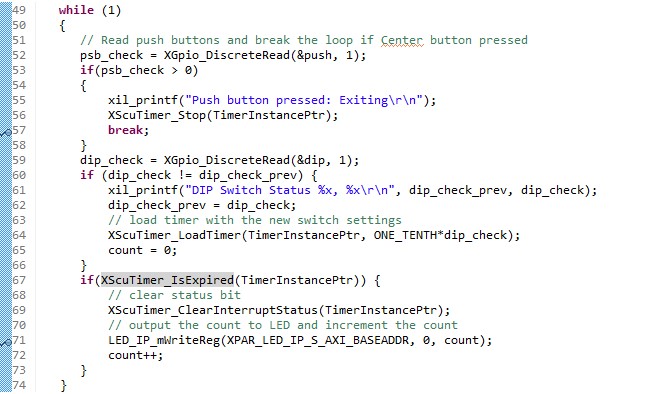 49 while (1)
50 {
51 // Read push buttons and break the loop if Center button pressed
52 psb_check = XGpio_DiscreteRead(&push, 1);
53 if(psb_check > 0)
54 {
55 xil_printf("Push button pressed: Exiting\r\n");
56 XScuTimer_Stop(TimerInstancePtr);
57 break;
58 }
59 dip_check = XGpio_DiscreteRead(&dip, 1);
60 if (dip_check != dip_check_prev) {
61 xil_printf("DIP Switch Status %x, %x\r\n", dip_check_prev, dip_check);
62 dip_check_prev = dip_check;
63 // load timer with the new switch settings
64 XScuTimer_LoadTimer(TimerInstancePtr, ONE_TENTH*dip_check);
65 count = 0;
66 }
67 if(XScuTimer_IsExpired(TimerInstancePtr)) {
68 // clear status bit
69 XScuTimer_ClearInterruptStatus(TimerInstancePtr);
70 // output the count to LED and increment the count
71 LED_IP_mWriteReg(XPAR_LED_IP_S_AXI_BASEADDR, 0, count);
72 count++;
73 }
74 }